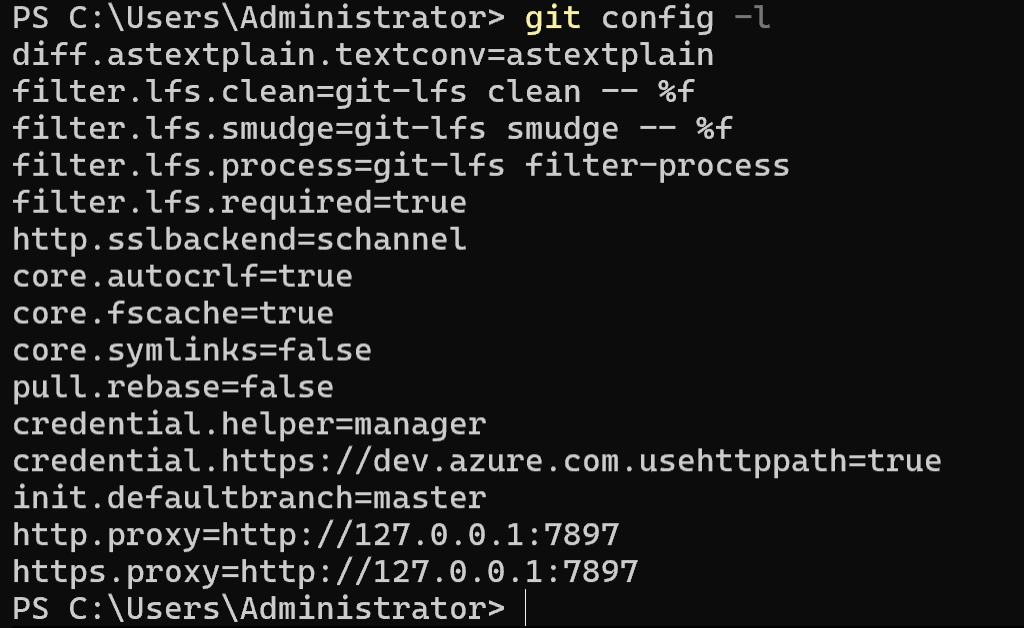 PS C:\Users\Administrator> git config -l
diff.astextplain.textconv=astextplain
filter.lfs.clean=git-lfs clean -- %f
filter.lfs.smudge=git-lfs smudge -- %f
filter.lfs.process=git-lfs filter-process
filter.lfs.required=true
http.sslbackend=schannel
core.autocrlf=true
core.fscache=true
core.symlinks=false
pull.rebase=false
credential.helper=manager
credential.https://dev.azure.com.usehttppath=true
init.defaultbranch=master
http.proxy=http://127.0.0.1:7897
https.proxy=http://127.0.0.1:7897
PS C:\Users\Administrator>